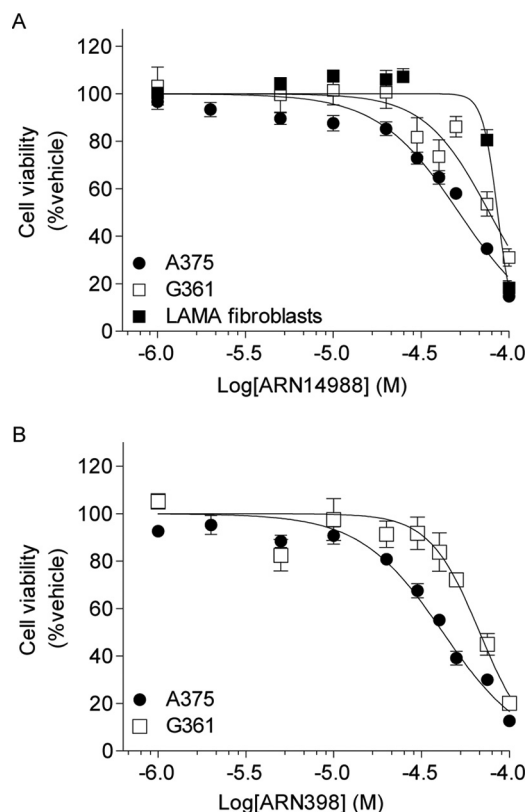 A
120
100
80
60
40
20
0
Cell viability
(%vehicle)
A375
G361
LAMA fibroblasts
-6.0 -5.5 -5.0 -4.5 -4.0
Log[ARN14988] (M)
B
120
100
80
60
40
20
0
Cell viability
(%vehicle)
A375
G361
-6.0 -5.5 -5.0 -4.5 -4.0
Log[ARN398] (M)